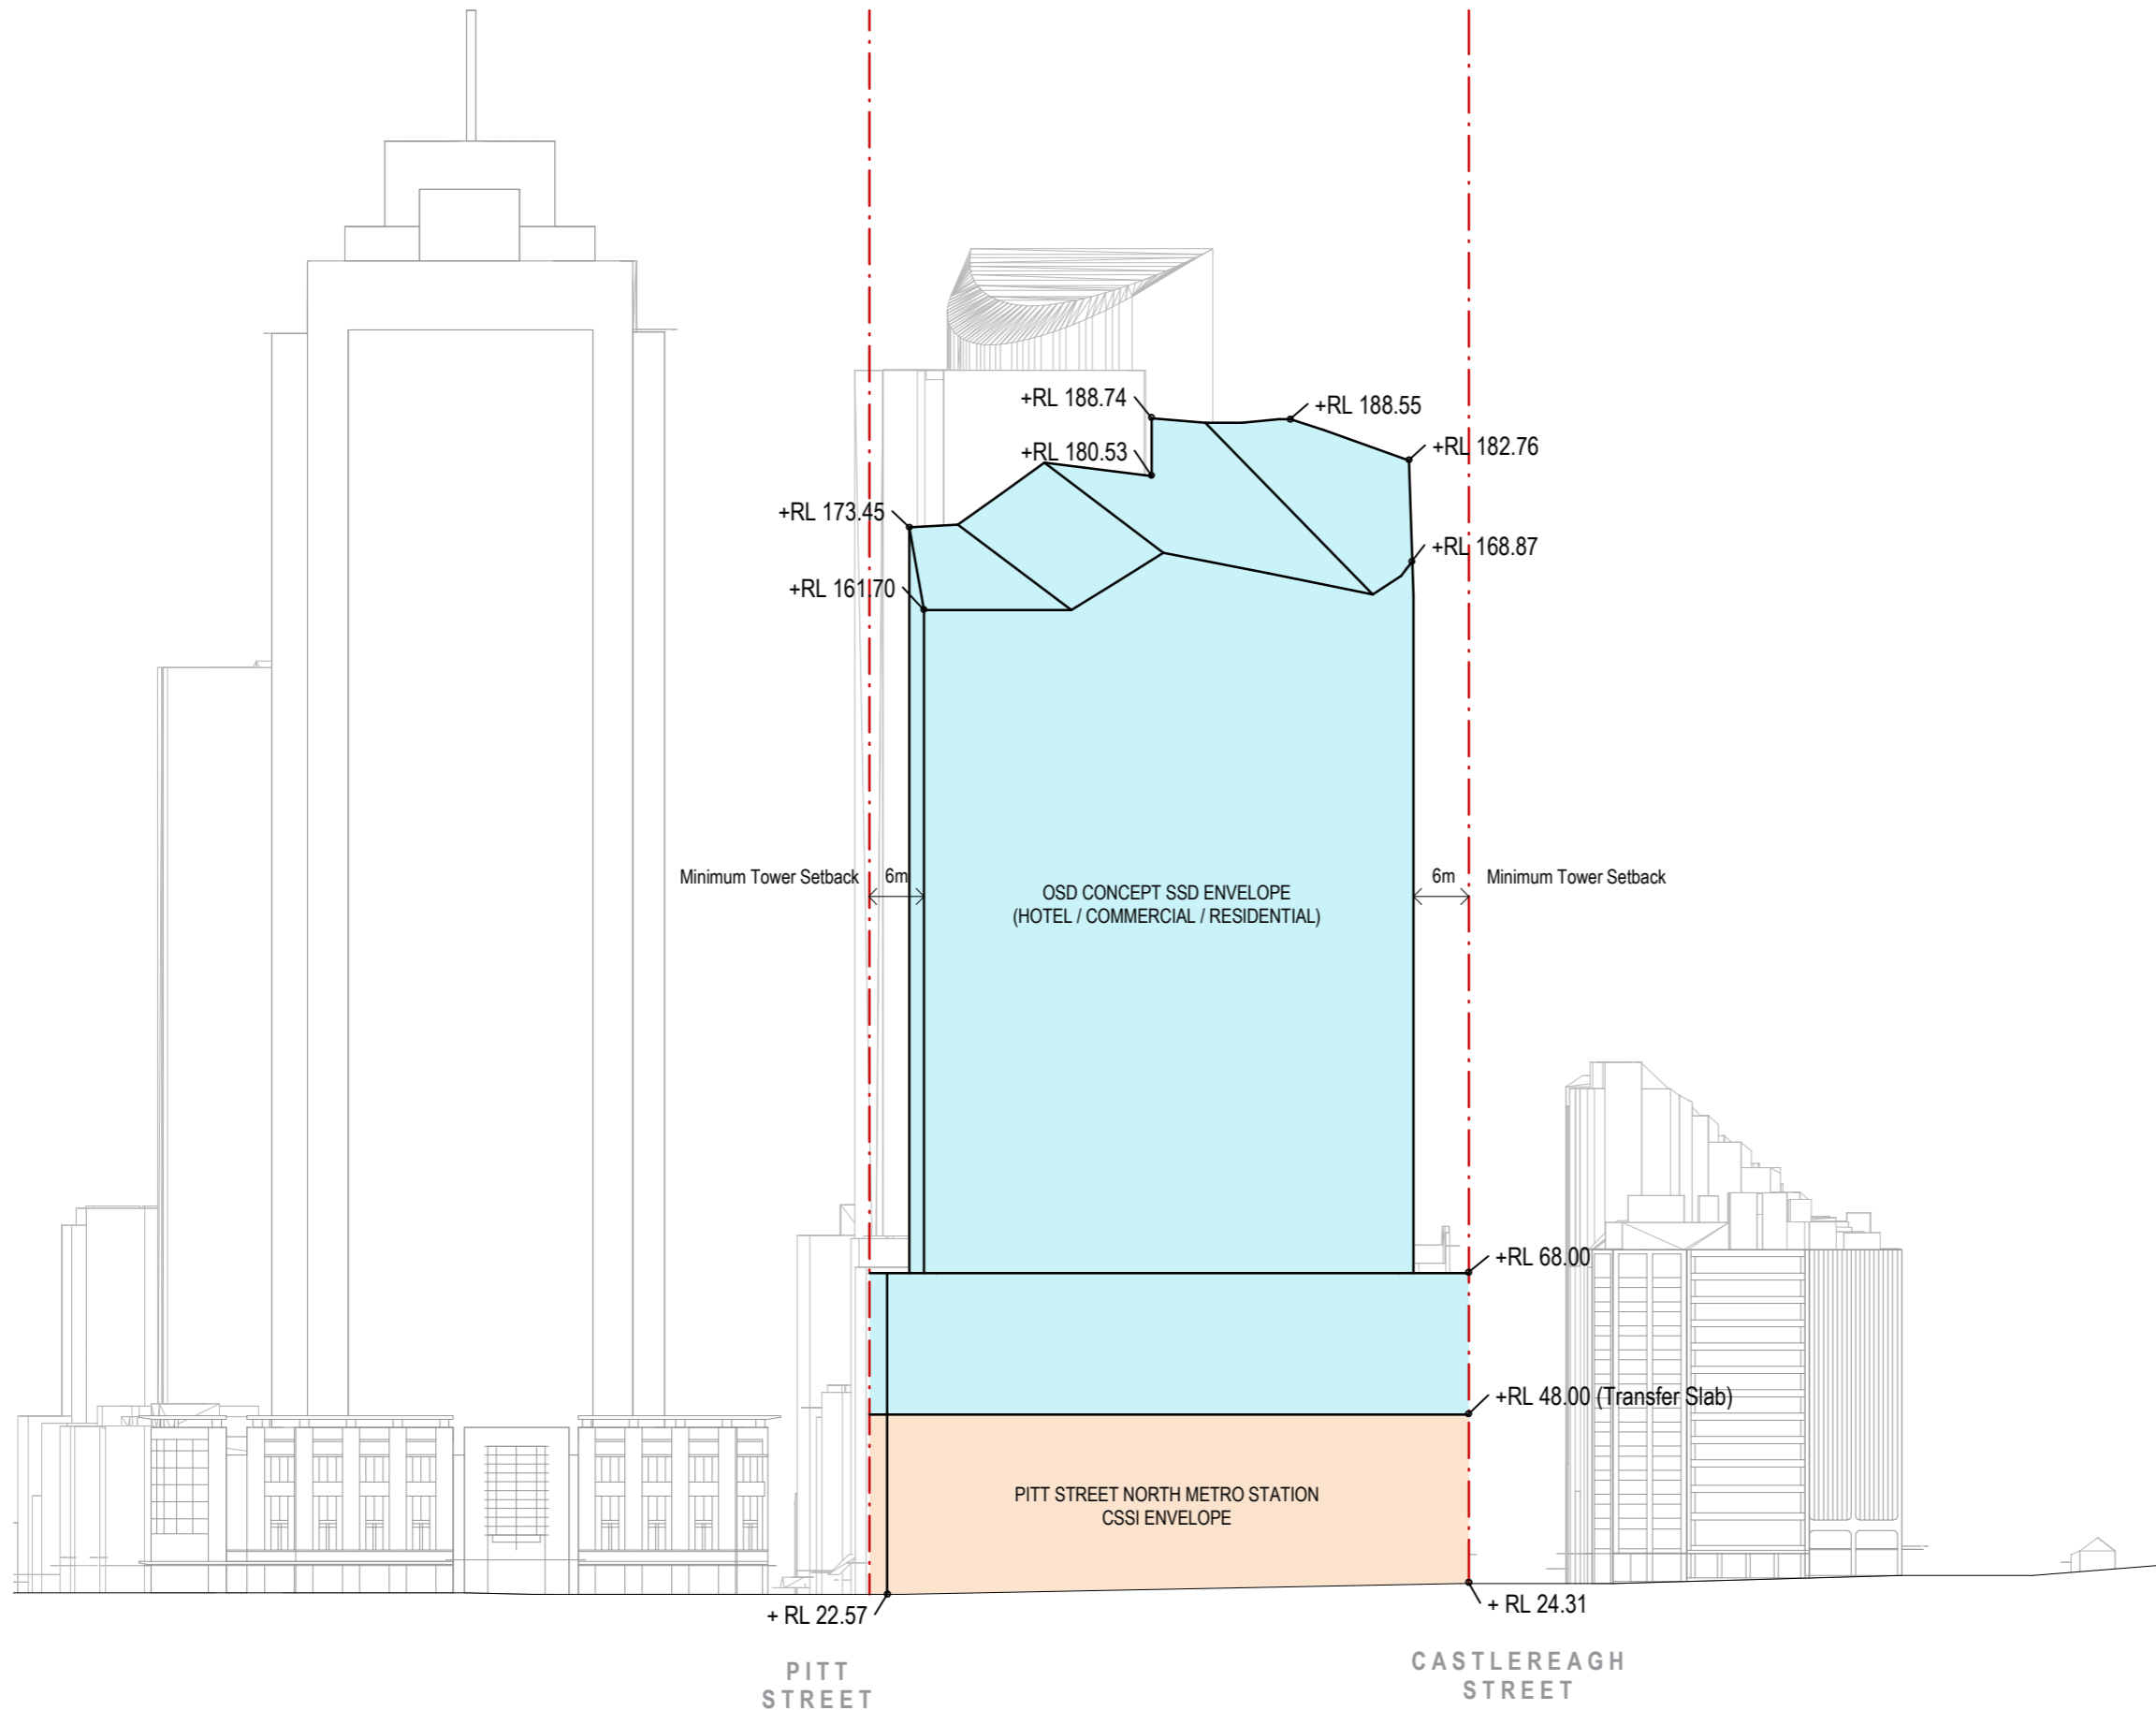 +RL 188.74
+RL 188.55
+RL 180.53
+RL 182.76
+RL 173.45
+RL 168.87
+RL 161.70
Minimum Tower Setback
6m
6m
Minimum Tower Setback
OSD CONCEPT SSD ENVELOPE
(HOTEL / COMMERCIAL / RESIDENTIAL)
+RL 68.00
+RL 48.00 (Transfer Slab)
PITT STREET NORTH METRO STATION
CSSI ENVELOPE
+ RL 22.57
+ RL 24.31
PITT
STREET
CASTLEREAGH
STREET